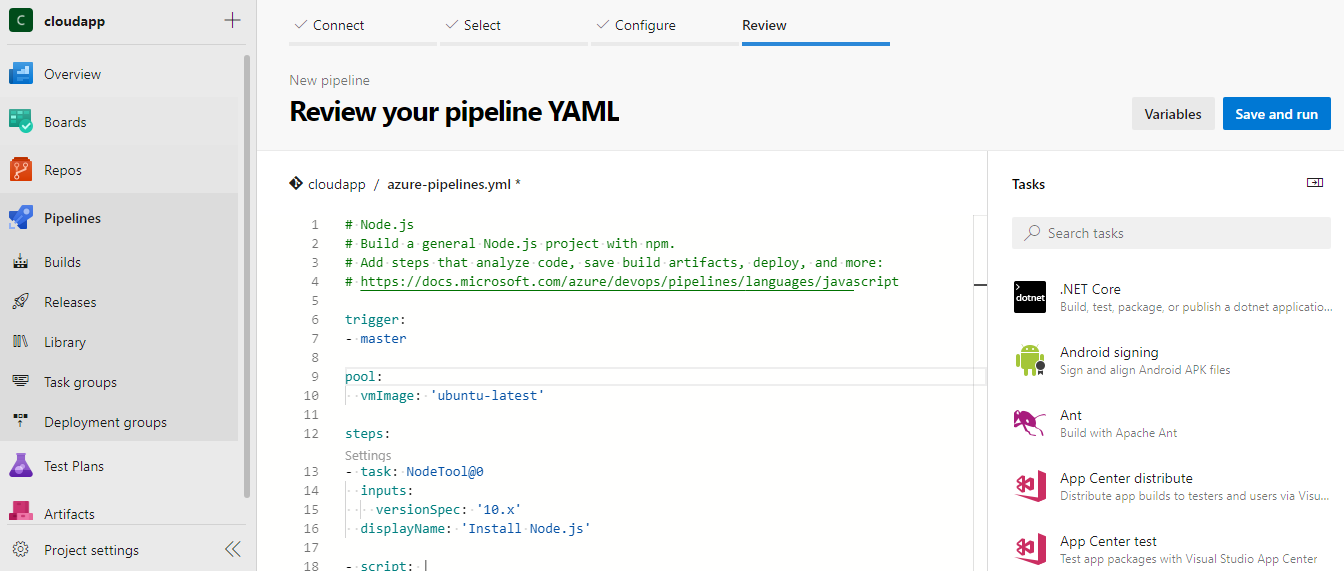 C cloudapp
Overview
Boards
Repos
Pipelines
Builds
Releases
Library
Task groups
Deployment groups
Test Plans
Artifacts
Project settings
Connect
Select
Configure
Review
New pipeline
Review your pipeline YAML
Variables
Save and run
cloudapp / azure-pipelines.yml *
1 # Node.js
2 # Build a general Node.js project with npm.
3 # Add steps that analyze code, save build artifacts, deploy, and more:
4 # https://docs.microsoft.com/azure/devops/pipelines/languages/javascript
5
6 trigger:
7 - master
8
9 pool:
10 vmImage: 'ubuntu-latest'
11
12 steps:
Settings
13 - task: NodeTool@0
14 inputs:
15 versionSpec: '10.x'
16 displayName: 'Install Node.js'
17
18 - script: |
Tasks
Search tasks
dotnet
.NET Core
Build, test, package, or publish a dotnet applicatio...
Android signing
Sign and align Android APK files
Ant
Build with Apache Ant
App Center distribute
Distribute app builds to testers and users via Visu...
App Center test
Test app packages with Visual Studio App Center